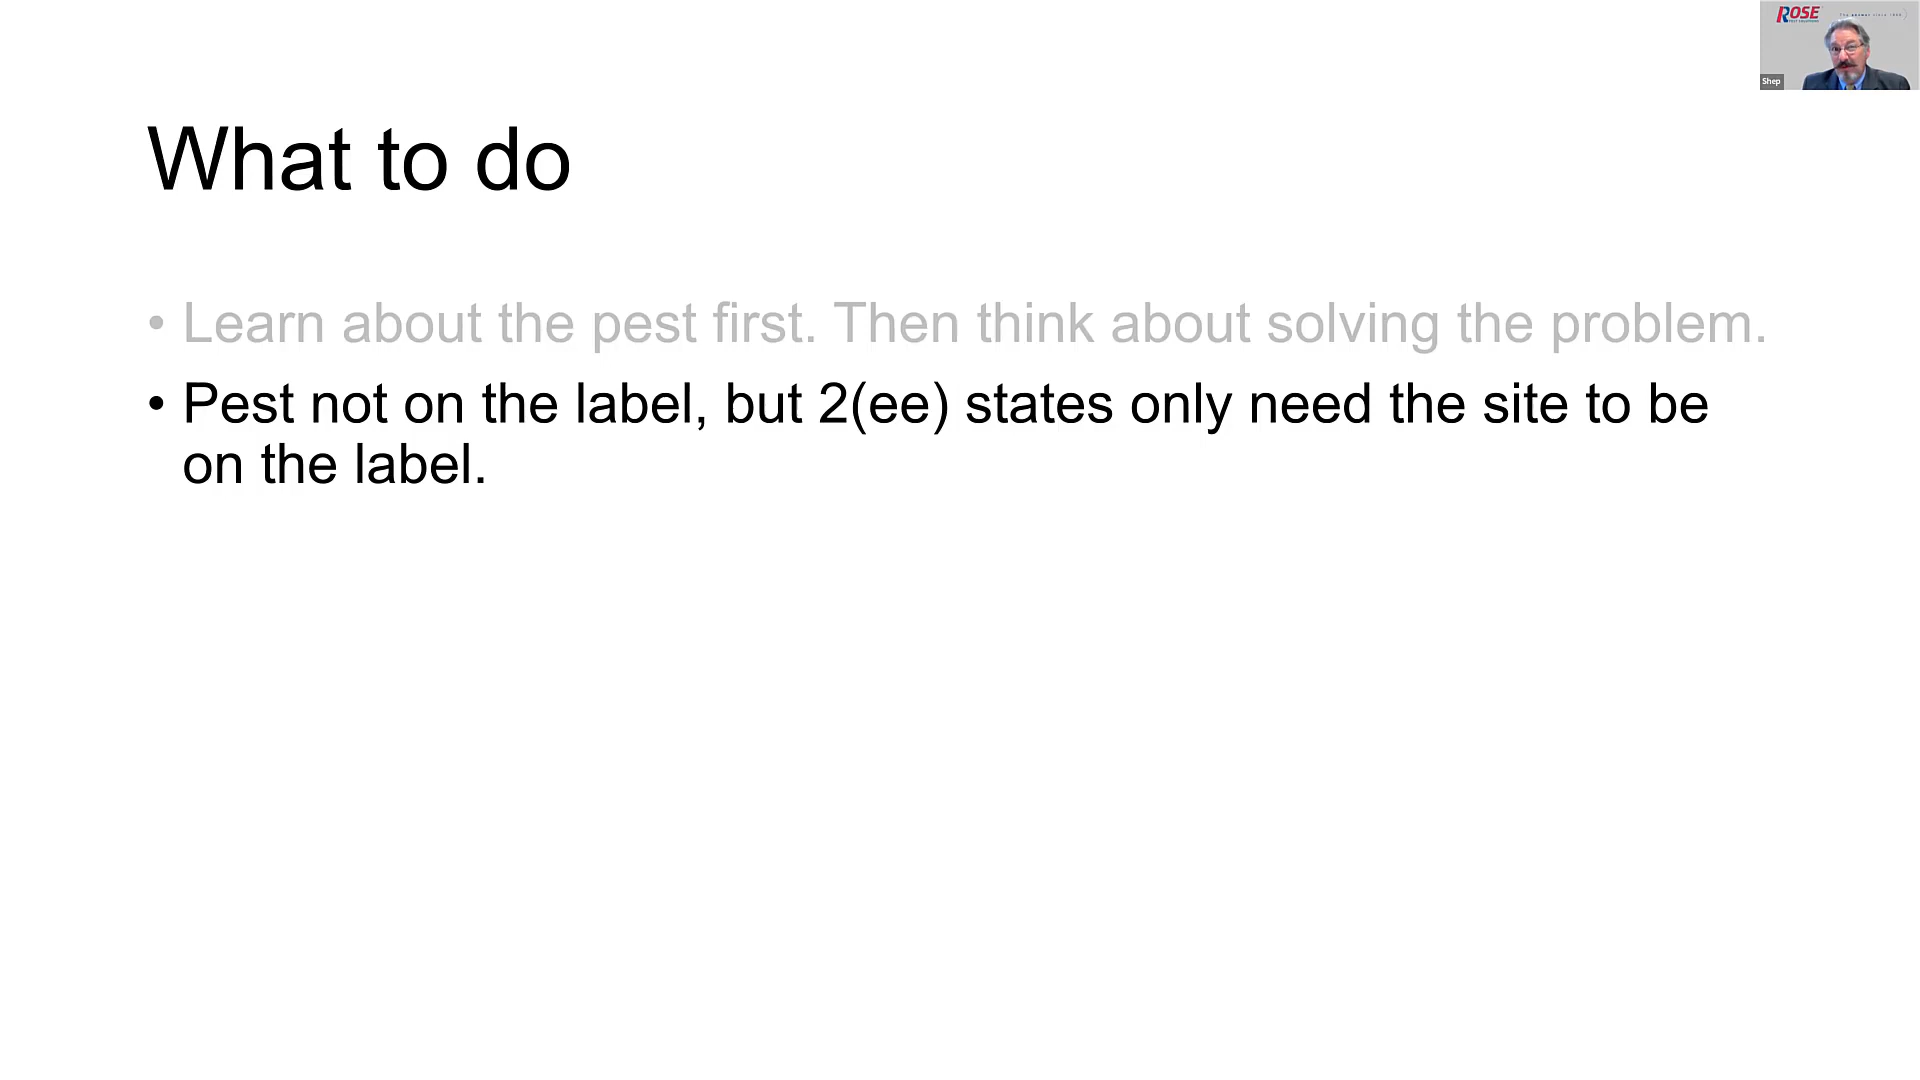 ROSE
Shep
What to do
• Learn about the pest first. Then think about solving the problem.
• Pest not on the label, but 2(ee) states only need the site to be
on the label.